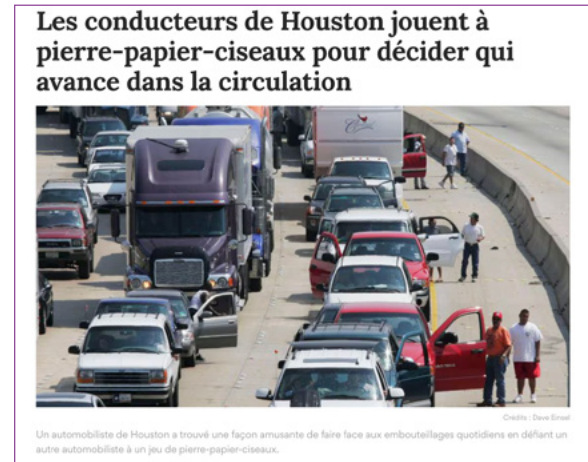 Les conducteurs de Houston jouent à
pierre-papier-ciseaux pour décider qui
avance dans la circulation
Crédits : Dave Einsel
Un automobiliste de Houston a trouvé une façon amusante de faire face aux embouteillages quotidiens en défiant un
autre automobiliste à un jeu de pierre-papier-ciseaux.